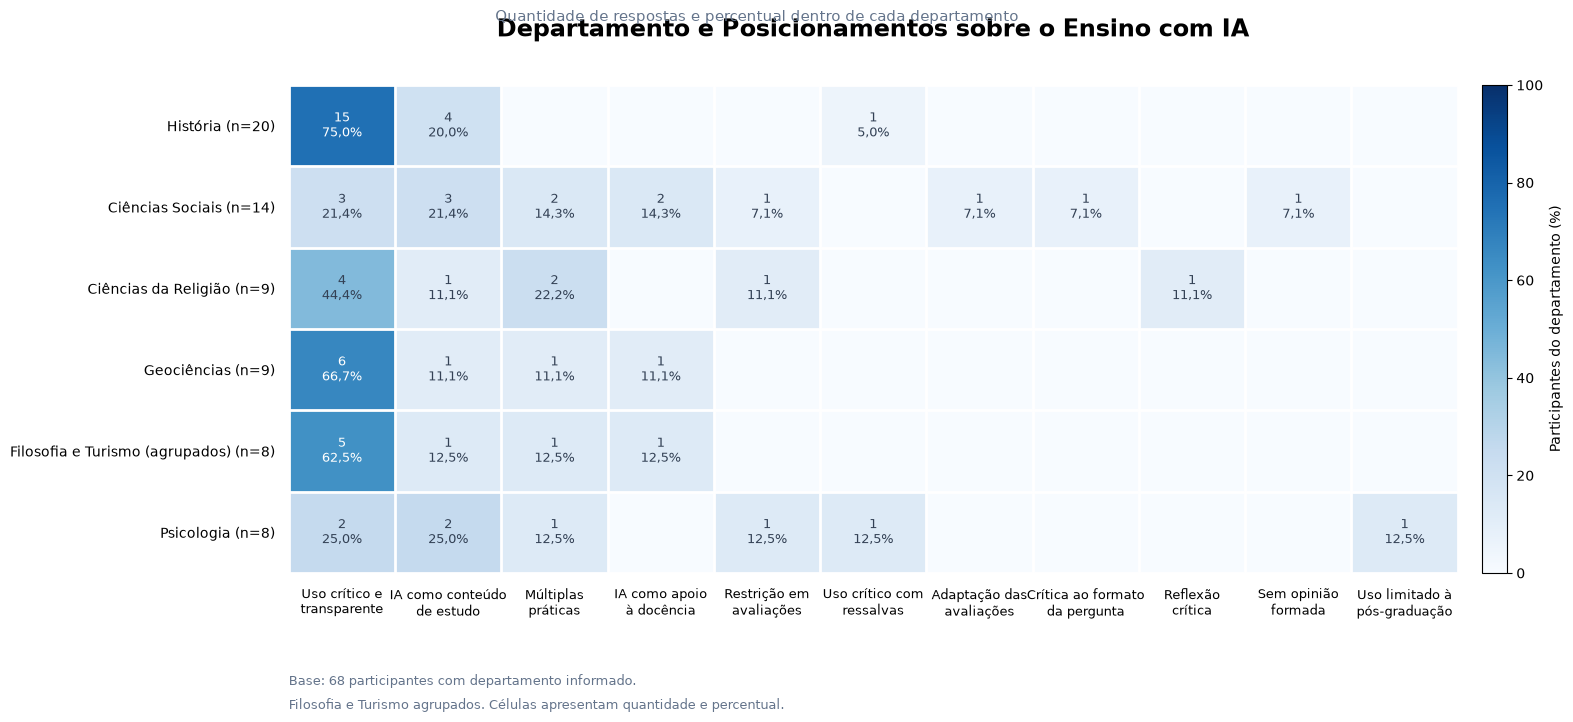 Quantidade de respostas e percentual dentro de cada departamento
Departamento e Posicionamentos sobre o Ensino com IA
História (n=20)
15
75,0%
4
20,0%
1
5,0%
Ciências Sociais (n=14)
3
21,4%
3
21,4%
2
14,3%
2
14,3%
1
7,1%
1
7,1%
1
7,1%
1
7,1%
Ciências da Religião (n=9)
4
44,4%
1
11,1%
2
22,2%
1
11,1%
1
11,1%
Geociências (n=9)
6
66,7%
1
11,1%
1
11,1%
1
11,1%
Filosofia e Turismo (agrupados) (n=8)
5
62,5%
1
12,5%
1
12,5%
1
12,5%
Psicologia (n=8)
2
25,0%
2
25,0%
1
12,5%
1
12,5%
1
12,5%
1
12,5%
Uso crítico e
transparente
IA como conteúdo
de estudo
Múltiplas
práticas
IA como apoio
à docência
Restrição em
avaliações
Uso crítico com
ressalvas
Adaptação das
avaliações
Crítica ao formato
da pergunta
Reflexão
crítica
Sem opinião
formada
Uso limitado à
pós-graduação
100
80
60
40
20
0
Participantes do departamento (%)
Base: 68 participantes com departamento informado.
Filosofia e Turismo agrupados. Células apresentam quantidade e percentual.